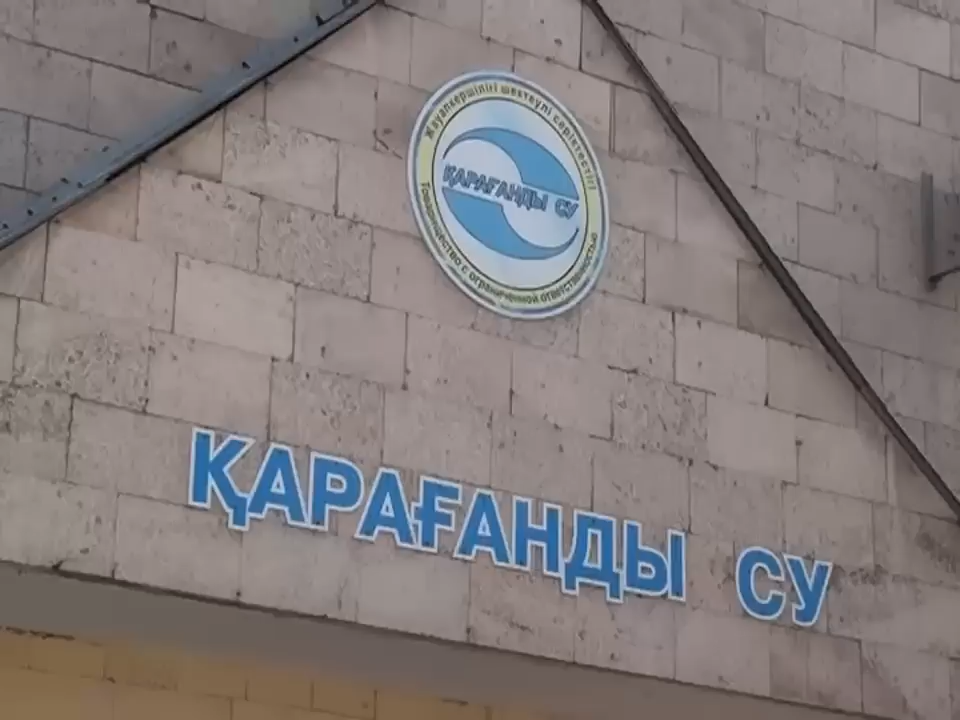 Жауапкершілігі шектеулі серіктестігі
ҚАРАҒАНДЫ СУ
Товарищество с ограниченной ответственностью
ҚАРАҒАНДЫ СУ